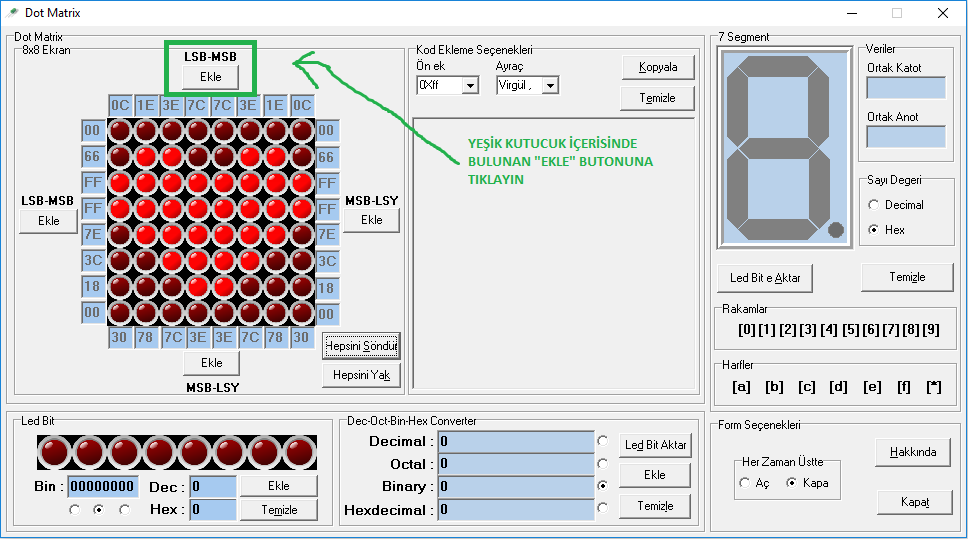 Dot Matrix
Dot Matrix
8x8 Ekran
LSB-MSB
Ekle
0C 1E 3E 7C 7C 3E 1E 0C
00 00
66 66
FF FF
LSB-MSB FF FF MSB-LSY
Ekle 7E 7E Ekle
3C 3C
18 18
00 00
30 78 7C 3E 3E 7C 78 30
Ekle
MSB-LSY
Hepsini Söndür
Hepsini Yak
Kod Ekleme Seçenekleri
Ön ek Ayraç
0Xff Virgül ,
Kopyala
Temizle
YEŞİK KUTUCUK İÇERİSİNDE
BULUNAN "EKLE" BUTONUNA
TIKLAYIN
7 Segment
Veriler
Ortak Katot
Ortak Anot
Sayı Degeri
Decimal
Hex
Led Bit e Aktar
Temizle
Rakamlar
[0] [1] [2] [3] [4] [5] [6] [7] [8] [9]
Harfler
[a] [b] [c] [d] [e] [f] [*]
Led Bit
Bin : 00000000 Dec : 0 Ekle
Hex : 0 Temizle
Dec-Oct-Bin-Hex Converter
Decimal : 0
Octal : 0
Binary : 0
Hexdecimal : 0
Led Bit Aktar
Ekle
Temizle
Form Seçenekleri
Her Zaman Üstte
Aç Kapa
Hakkında
Kapat